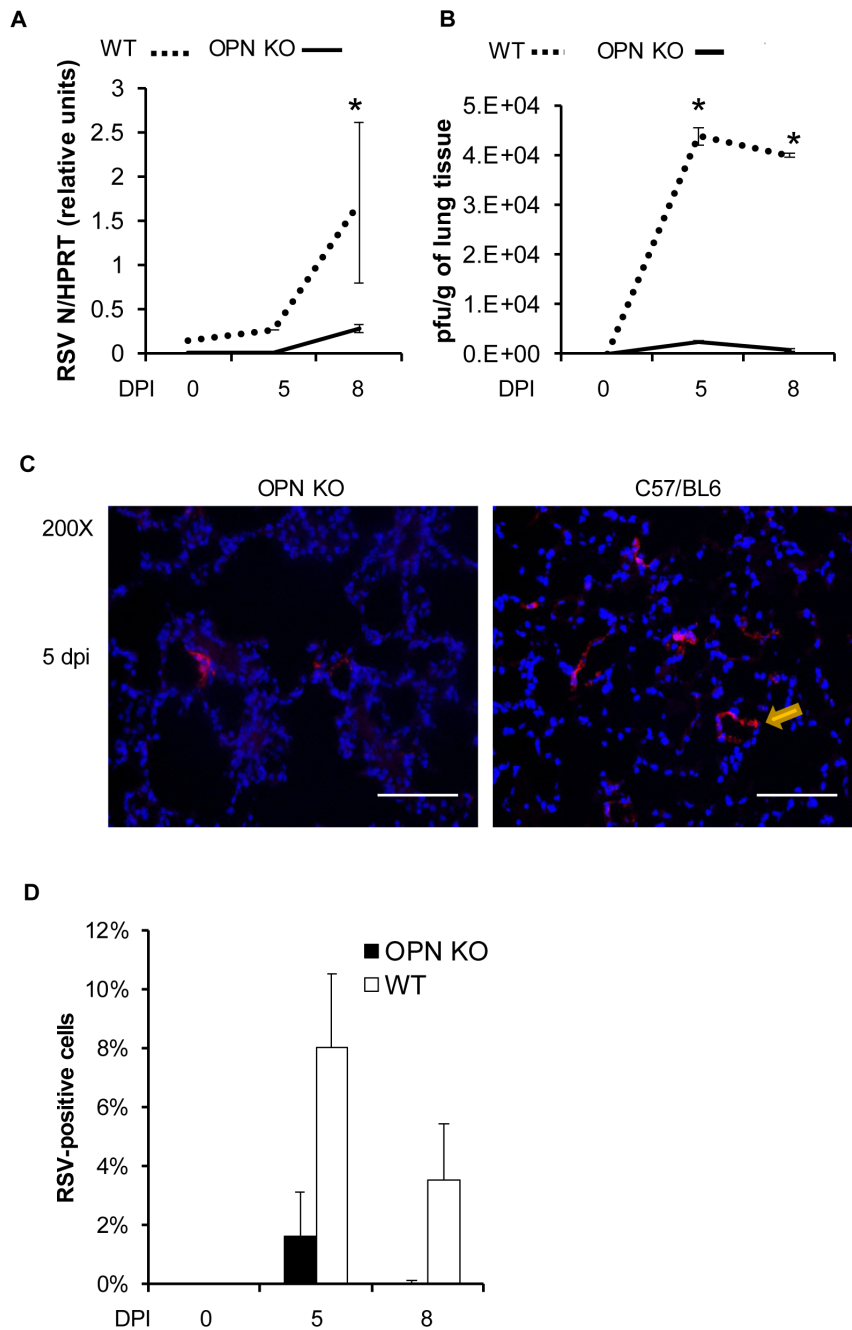 A
WT OPN KO
RSV N/HPRT (relative units)
3
2.5
2
1.5
1
0.5
0
*
DPI 0 5 8
B
WT OPN KO
pfu/g of lung tissue
5.E+04
4.E+04
3.E+04
2.E+04
1.E+04
0.E+00
* *
DPI 0 5 8
C
OPN KO C57/BL6
200X
5 dpi
D
RSV-positive cells
12%
10%
8%
6%
4%
2%
0%
OPN KO
WT
DPI 0 5 8